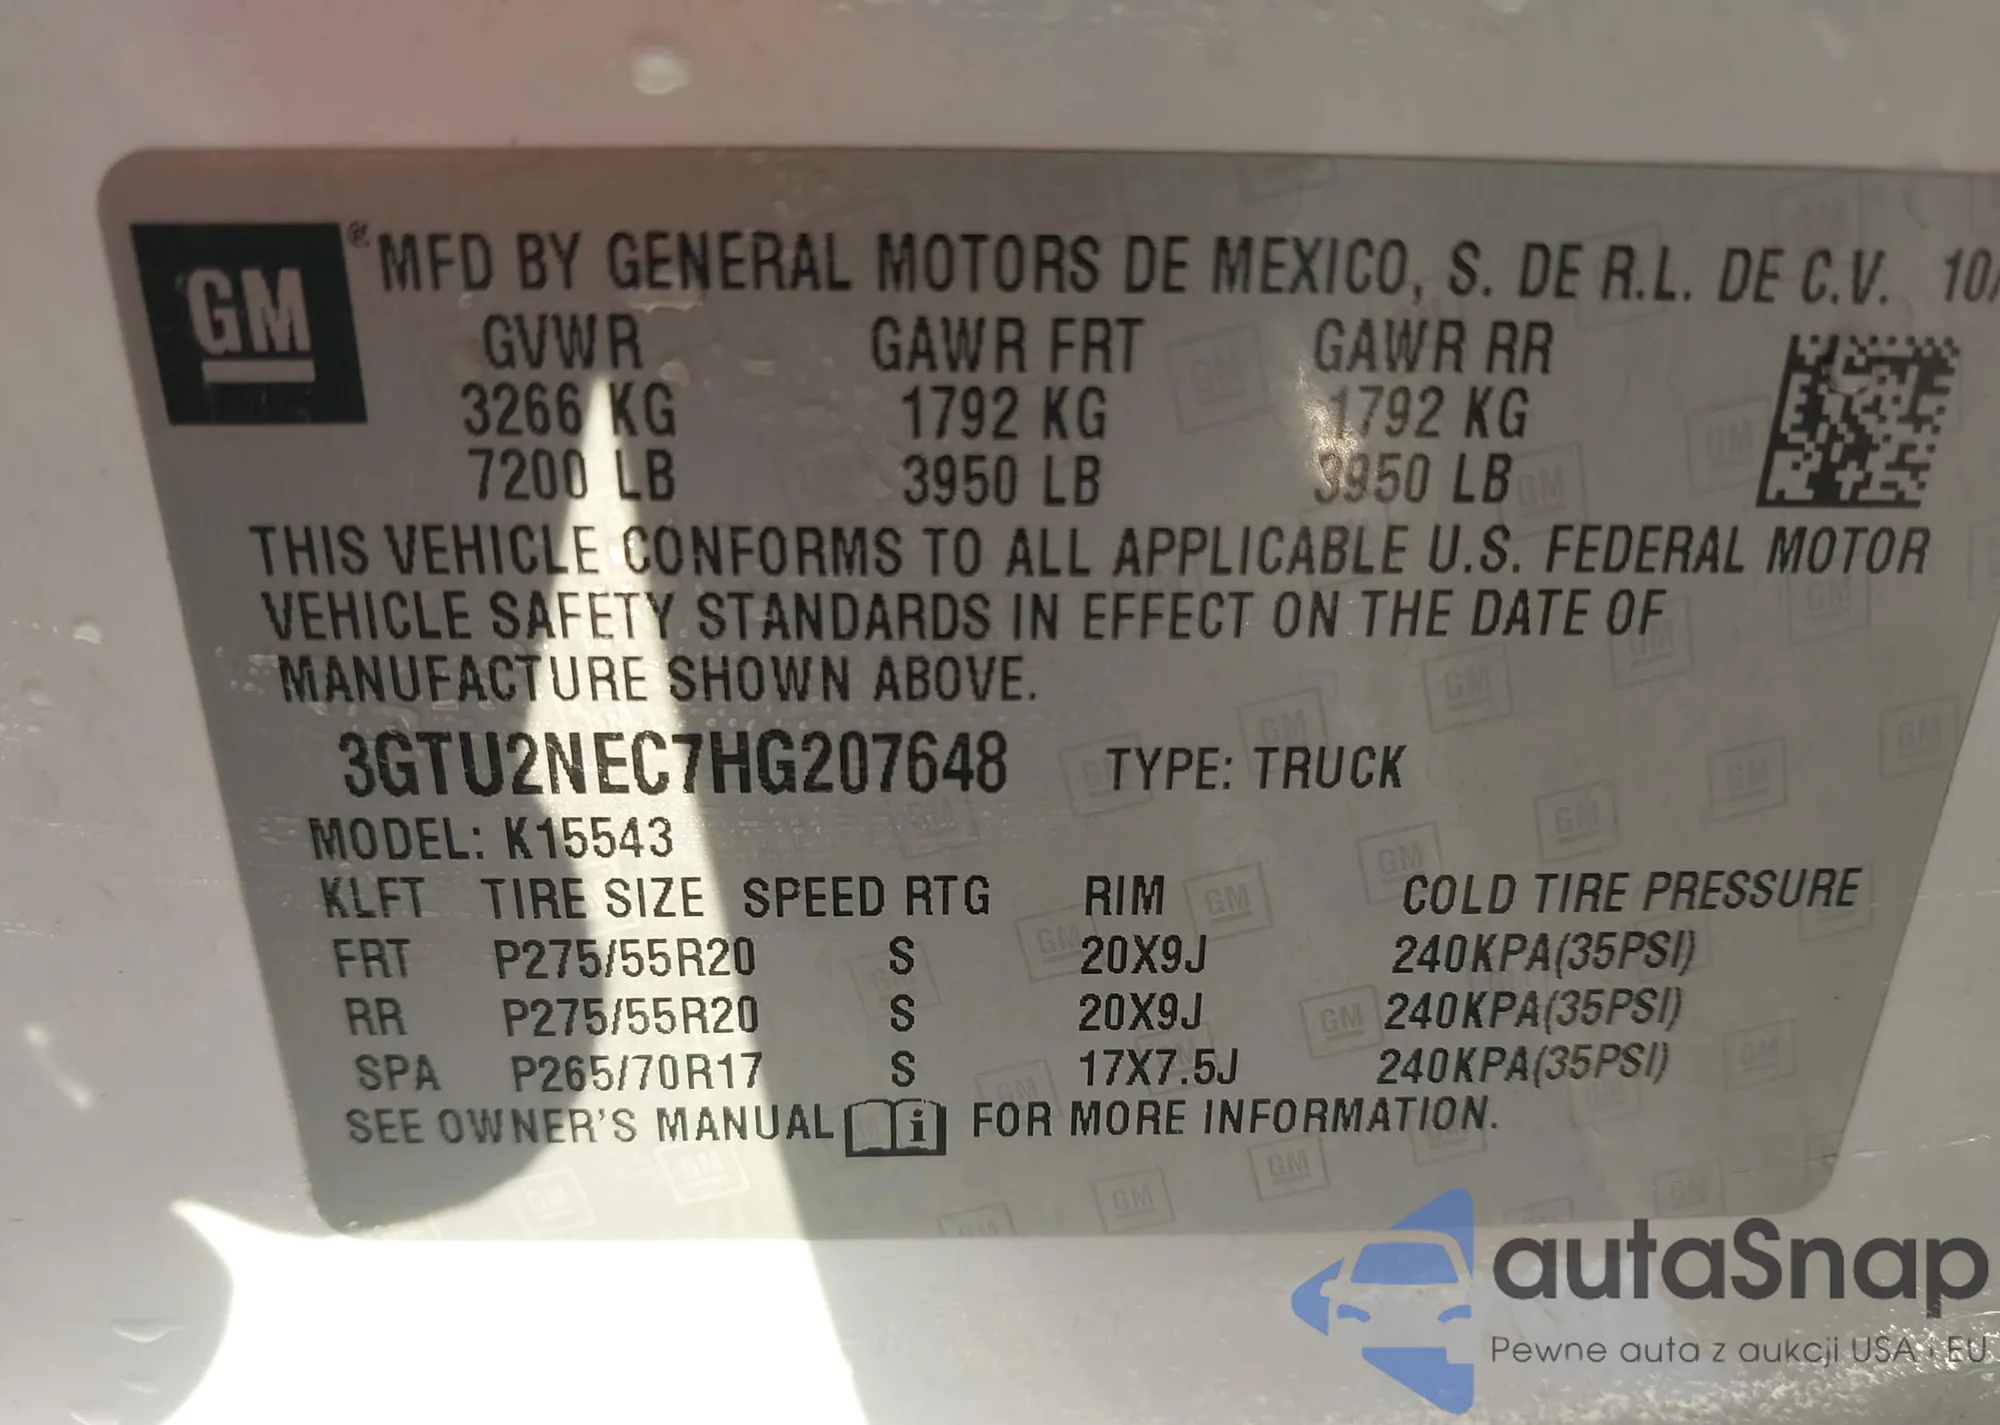 GM
® MFD BY GENERAL MOTORS DE MEXICO, S. DE R.L. DE C.V. 10/
GVWR GAWR FRT GAWR RR
3266 KG 1792 KG 1792 KG
7200 LB 3950 LB 3950 LB
THIS VEHICLE CONFORMS TO ALL APPLICABLE U.S. FEDERAL MOTOR
VEHICLE SAFETY STANDARDS IN EFFECT ON THE DATE OF
MANUFACTURE SHOWN ABOVE.
3GTU2NEC7HG207648 TYPE: TRUCK
MODEL: K15543
KLFT TIRE SIZE SPEED RTG RIM COLD TIRE PRESSURE
FRT P275/55R20 S 20X9J 240KPA(35PSI)
RR P275/55R20 S 20X9J 240KPA(35PSI)
SPA P265/70R17 S 17X7.5J 240KPA(35PSI)
SEE OWNER'S MANUAL i FOR MORE INFORMATION.
autaSnap
Pewne auta z aukcji USA i EU